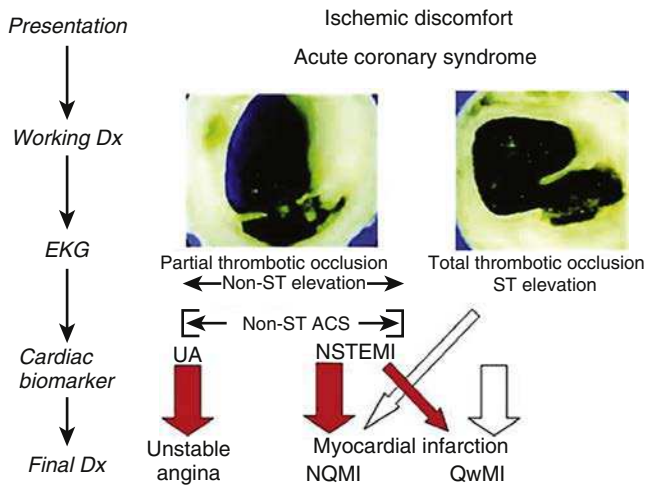 Presentation
Ischemic discomfort
Acute coronary syndrome
Working Dx
EKG
Partial thrombotic occlusion
Non-ST elevation
Total thrombotic occlusion
ST elevation
Non-ST ACS
Cardiac
biomarker
UA
NSTEMI
Final Dx
Unstable
angina
Myocardial infarction
NQMI
QwMI